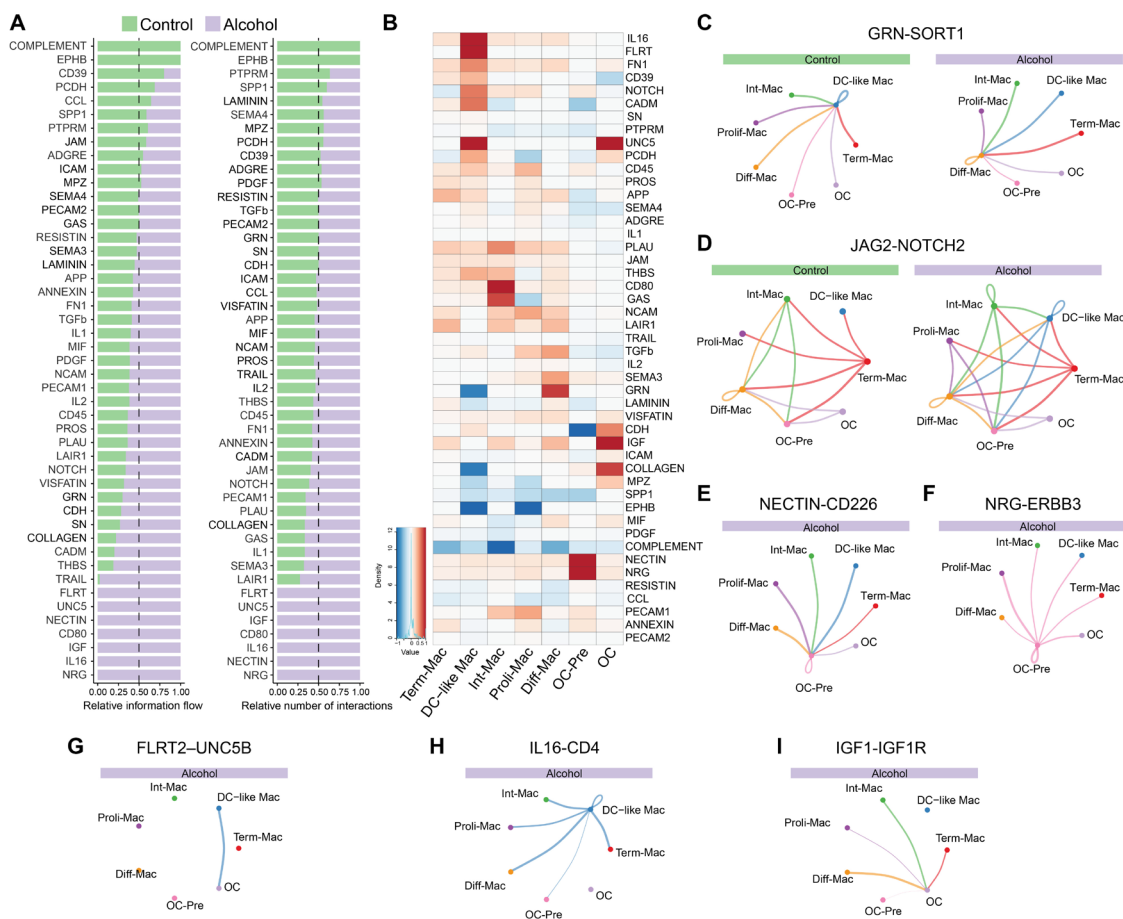 A
Control
Alcohol
COMPLEMENT
EPHB
CD39
PCDH
CCL
SPP1
PTPRM
JAM
ADGRE
ICAM
MPZ
SEMA4
PECAM2
GAS
RESISTIN
SEMA3
LAMININ
APP
ANNEXIN
FN1
TGFb
IL1
MIF
PDGF
NCAM
PECAM1
IL2
CD45
PROS
PLAU
LAIR1
NOTCH
VISFATIN
GRN
CDH
SN
COLLAGEN
CADM
THBS
TRAIL
FLRT
UNC5
NECTIN
CD80
IGF
IL16
NRG
0.00 0.25 0.50 0.75 1.00
Relative information flow
COMPLEMENT
EPHB
PTPRM
SPP1
LAMININ
SEMA4
MPZ
PCDH
CD39
ADGRE
PDGF
RESISTIN
TGFb
PECAM2
GRN
SN
CDH
ICAM
CCL
VISFATIN
APP
MIF
NCAM
PROS
TRAIL
IL2
THBS
CD45
FN1
ANNEXIN
CADM
JAM
NOTCH
PECAM1
PLAU
COLLAGEN
GAS
IL1
SEMA3
LAIR1
FLRT
UNC5
IGF
CD80
IL16
NECTIN
NRG
0.00 0.25 0.50 0.75 1.00
Relative number of interactions
B
IL16
FLRT
FN1
CD39
NOTCH
CADM
SN
PTPRM
UNC5
PCDH
CD45
PROS
APP
SEMA4
ADGRE
IL1
PLAU
JAM
THBS
CD80
GAS
NCAM
LAIR1
TRAIL
TGFb
IL2
SEMA3
GRN
LAMININ
VISFATIN
CDH
IGF
ICAM
COLLAGEN
MPZ
SPP1
EPHB
MIF
PDGF
COMPLEMENT
NECTIN
NRG
RESISTIN
CCL
PECAM1
ANNEXIN
PECAM2
Term-Mac
DC-like Mac
Int-Mac
Proli-Mac
Diff-Mac
OC-Pre
OC
Density
Value
C
GRN-SORT1
Control
Int-Mac
DC-like Mac
Prolif-Mac
Term-Mac
Diff-Mac
OC-Pre
OC
Alcohol
Int-Mac
DC-like Mac
Prolif-Mac
Term-Mac
Diff-Mac
OC
OC-Pre
D
JAG2-NOTCH2
Control
Int-Mac
DC-like Mac
Proli-Mac
Term-Mac
Diff-Mac
OC
OC-Pre
Alcohol
Int-Mac
DC-like Mac
Proli-Mac
Term-Mac
Diff-Mac
OC
OC-Pre
E
NECTIN-CD226
Alcohol
Int-Mac
DC-like Mac
Prolif-Mac
Term-Mac
Diff-Mac
OC
OC-Pre
F
NRG-ERBB3
Alcohol
Int-Mac
DC-like Mac
Prolif-Mac
Term-Mac
Diff-Mac
OC
OC-Pre
G
FLRT2–UNC5B
Alcohol
Int-Mac
DC-like Mac
Proli-Mac
Term-Mac
Diff-Mac
OC
OC-Pre
H
IL16-CD4
Alcohol
Int-Mac
DC-like Mac
Proli-Mac
Term-Mac
Diff-Mac
OC
OC-Pre
I
IGF1-IGF1R
Alcohol
Int-Mac
DC-like Mac
Proli-Mac
Term-Mac
Diff-Mac
OC
OC-Pre